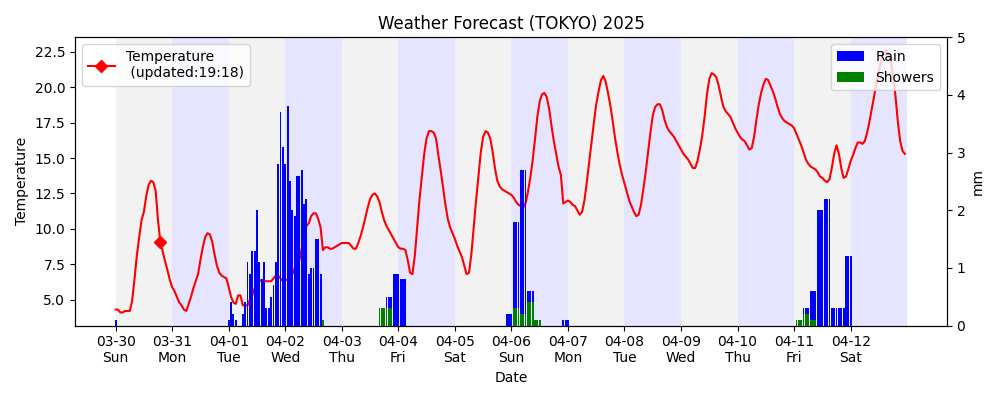 Weather Forecast (TOKYO) 2025
Temperature
(updated:19:18)
Rain
Showers
22.5
20.0
17.5
15.0
12.5
10.0
7.5
5.0
Temperature
5
4
3
2
1
0
mm
03-30 03-31 04-01 04-02 04-03 04-04 04-05 04-06 04-07 04-08 04-09 04-10 04-11 04-12
Sun Mon Tue Wed Thu Fri Sat Sun Mon Tue Wed Thu Fri Sat
Date